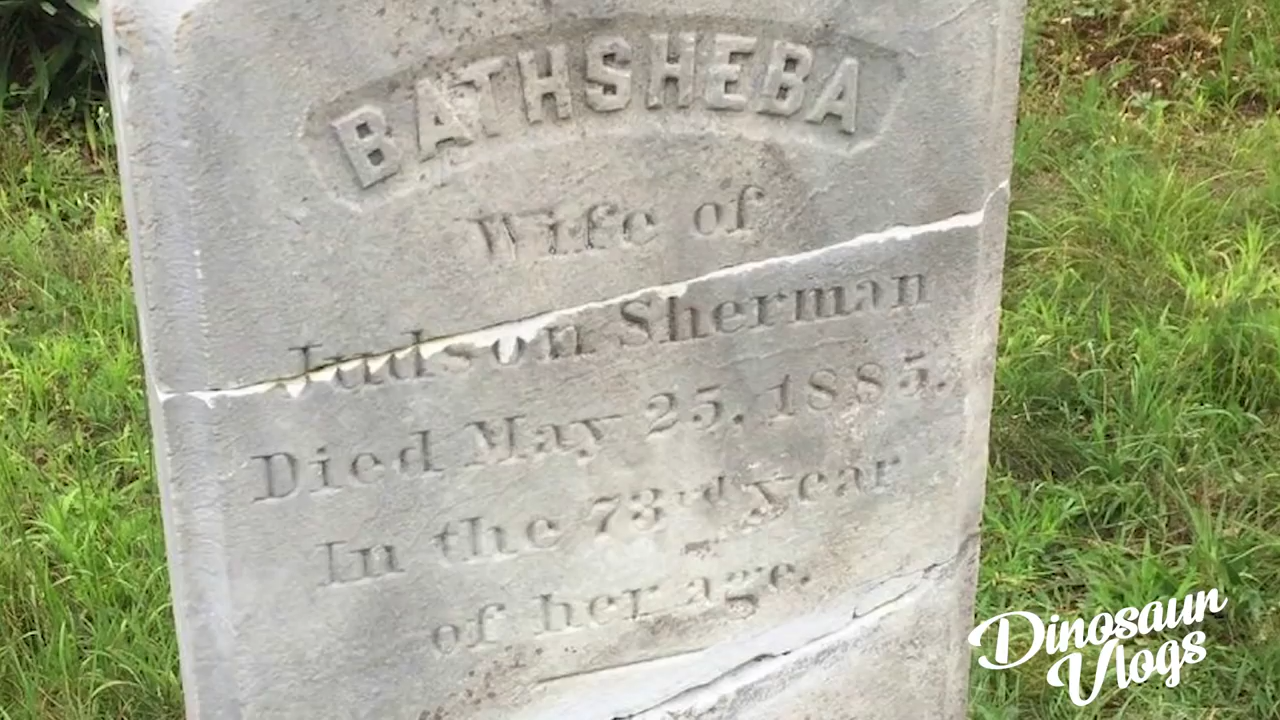 BATHSHEBA
Wife of
Judson Sherman
Died May 25, 1885.
In the 73rd year
of her age.
Dinosaur
Vlogs